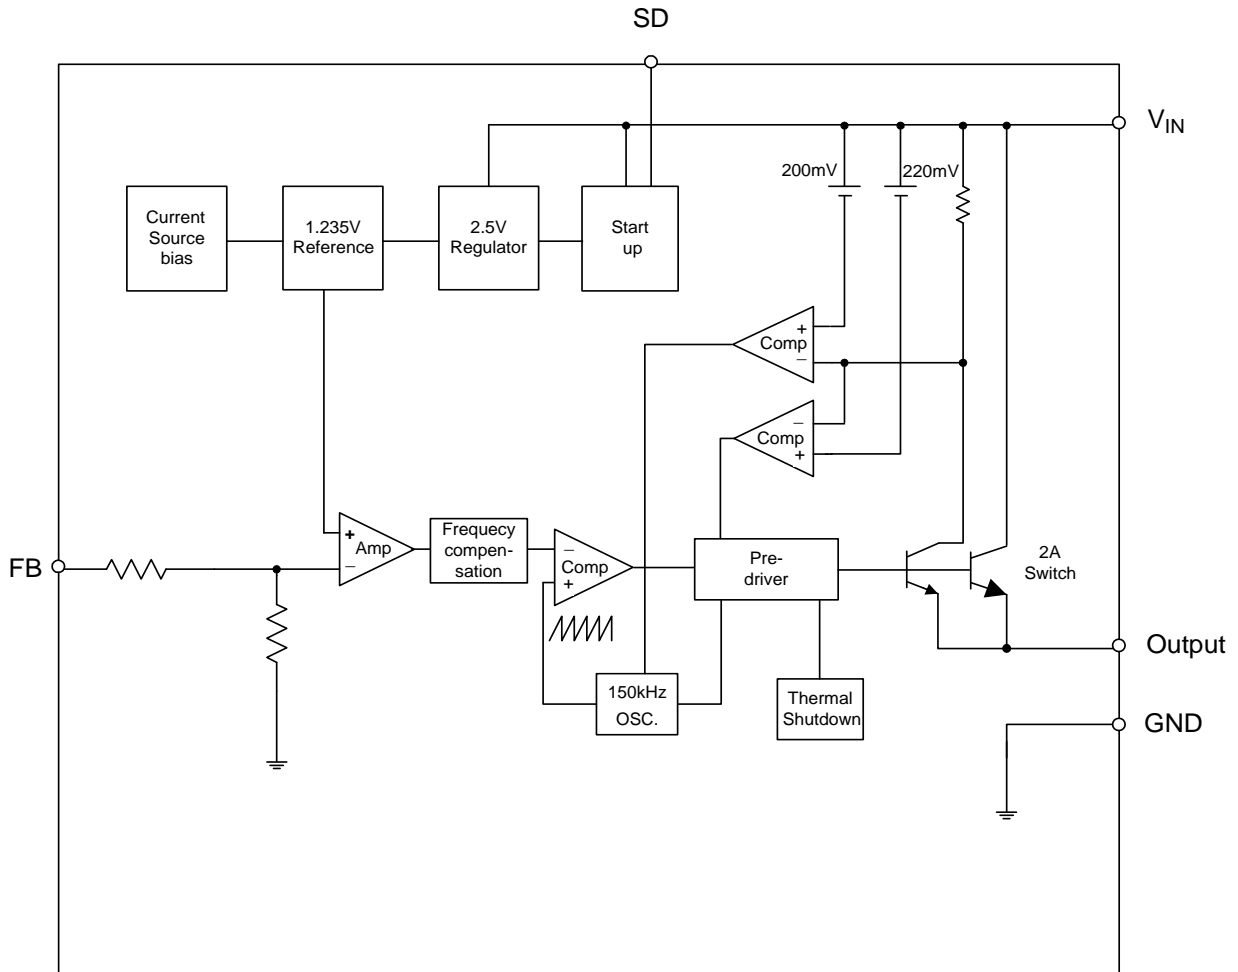 SD
V_IN
200mV
220mV
Current
Source
bias
1.235V
Reference
2.5V
Regulator
Start
up
+
Comp
−
−
Comp
+
FB
+
Amp
−
Frequecy
compen-
sation
−
Comp
+
Pre-
driver
2A
Switch
Output
150kHz
OSC.
Thermal
Shutdown
GND